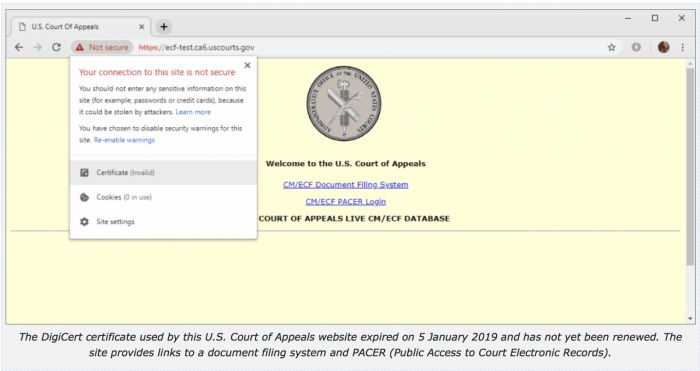 U.S. Court Of Appeals
Not secure https://ecf-test.ca6.uscourts.gov
Your connection to this site is not secure
You should not enter any sensitive information on this
site (for example, passwords or credit cards), because
it could be stolen by attackers. Learn more
You have chosen to disable security warnings for this
site. Re-enable warnings
Certificate (Invalid)
Cookies (0 in use)
Site settings
ADMINISTRATIVE OFFICE OF THE UNITED STATES COURTS
Welcome to the U.S. Court of Appeals
CM/ECF Document Filing System
CM/ECF PACER Login
COURT OF APPEALS LIVE CM/ECF DATABASE
The DigiCert certificate used by this U.S. Court of Appeals website expired on 5 January 2019 and has not yet been renewed. The
site provides links to a document filing system and PACER (Public Access to Court Electronic Records).